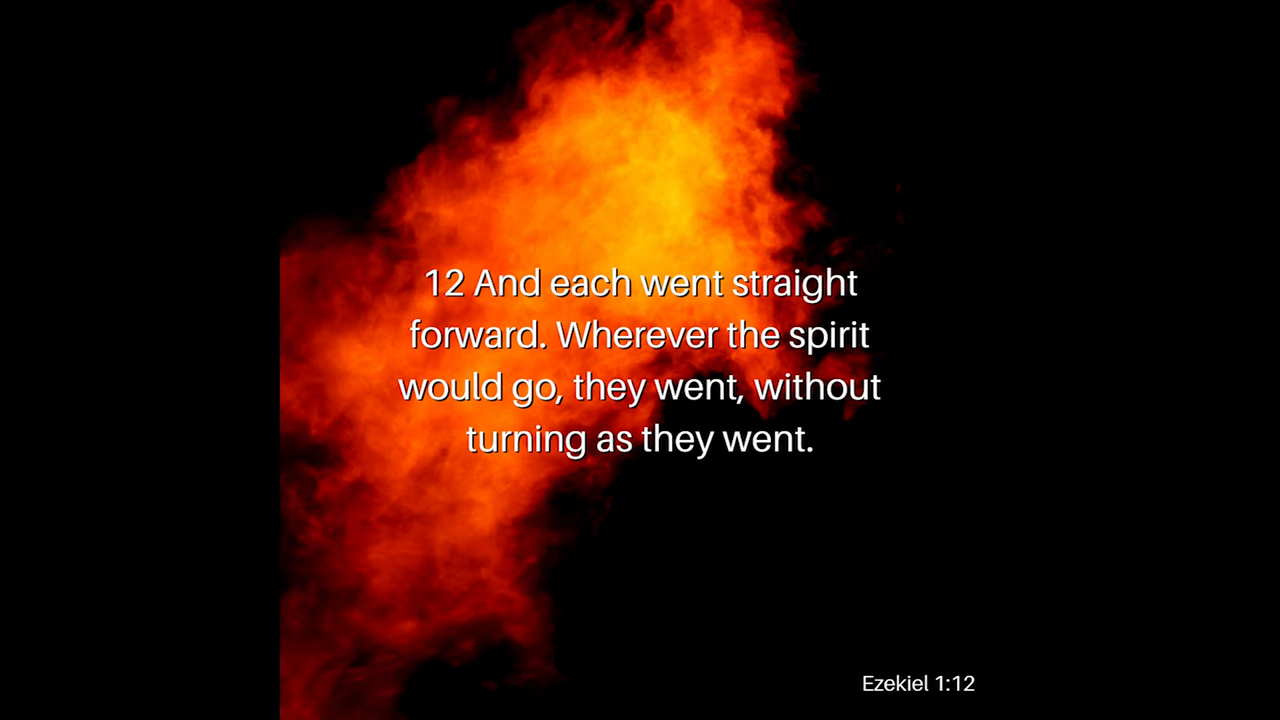 12 And each went straight
forward. Wherever the spirit
would go, they went, without
turning as they went.
Ezekiel 1:12